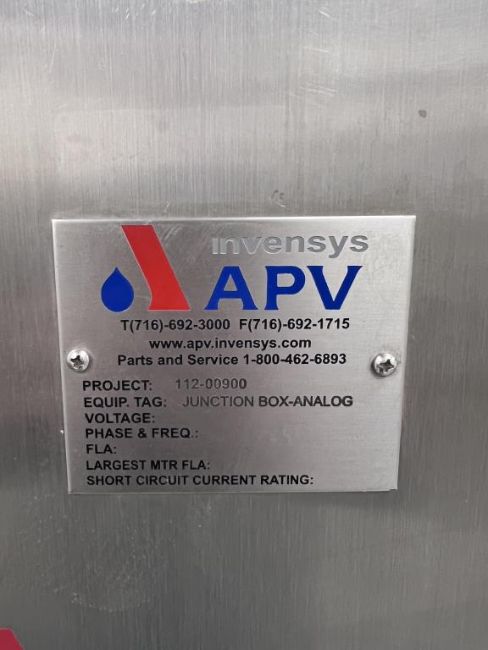 invensys
APV
T(716)-692-3000 F(716)-692-1715
www.apv.invensys.com
Parts and Service 1-800-462-6893
PROJECT: 112-00900
EQUIP. TAG: JUNCTION BOX-ANALOG
VOLTAGE:
PHASE & FREQ.:
FLA:
LARGEST MTR FLA:
SHORT CIRCUIT CURRENT RATING: